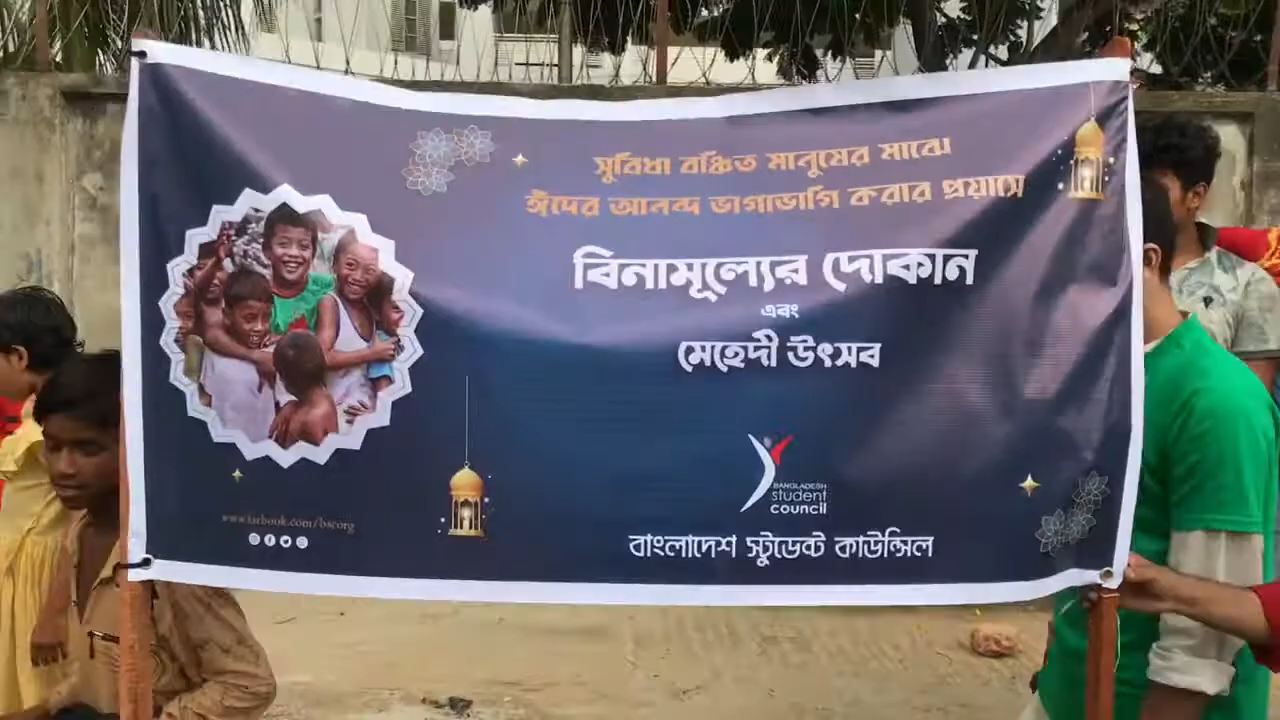 সুবিধা বঞ্চিত মানুষের মাঝে
ঈদের আনন্দ ভাগাভাগি করার প্রয়াসে
বিনামূল্যের দোকান
এবং
মেহেদী উৎসব
BANGLADESH
student
council
বাংলাদেশ স্টুডেন্ট কাউন্সিল